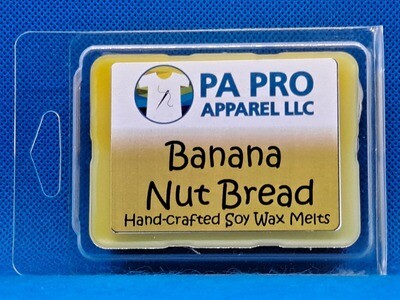 PA PRO
APPAREL LLC
Banana
Nut Bread
Hand-crafted Soy Wax Melts